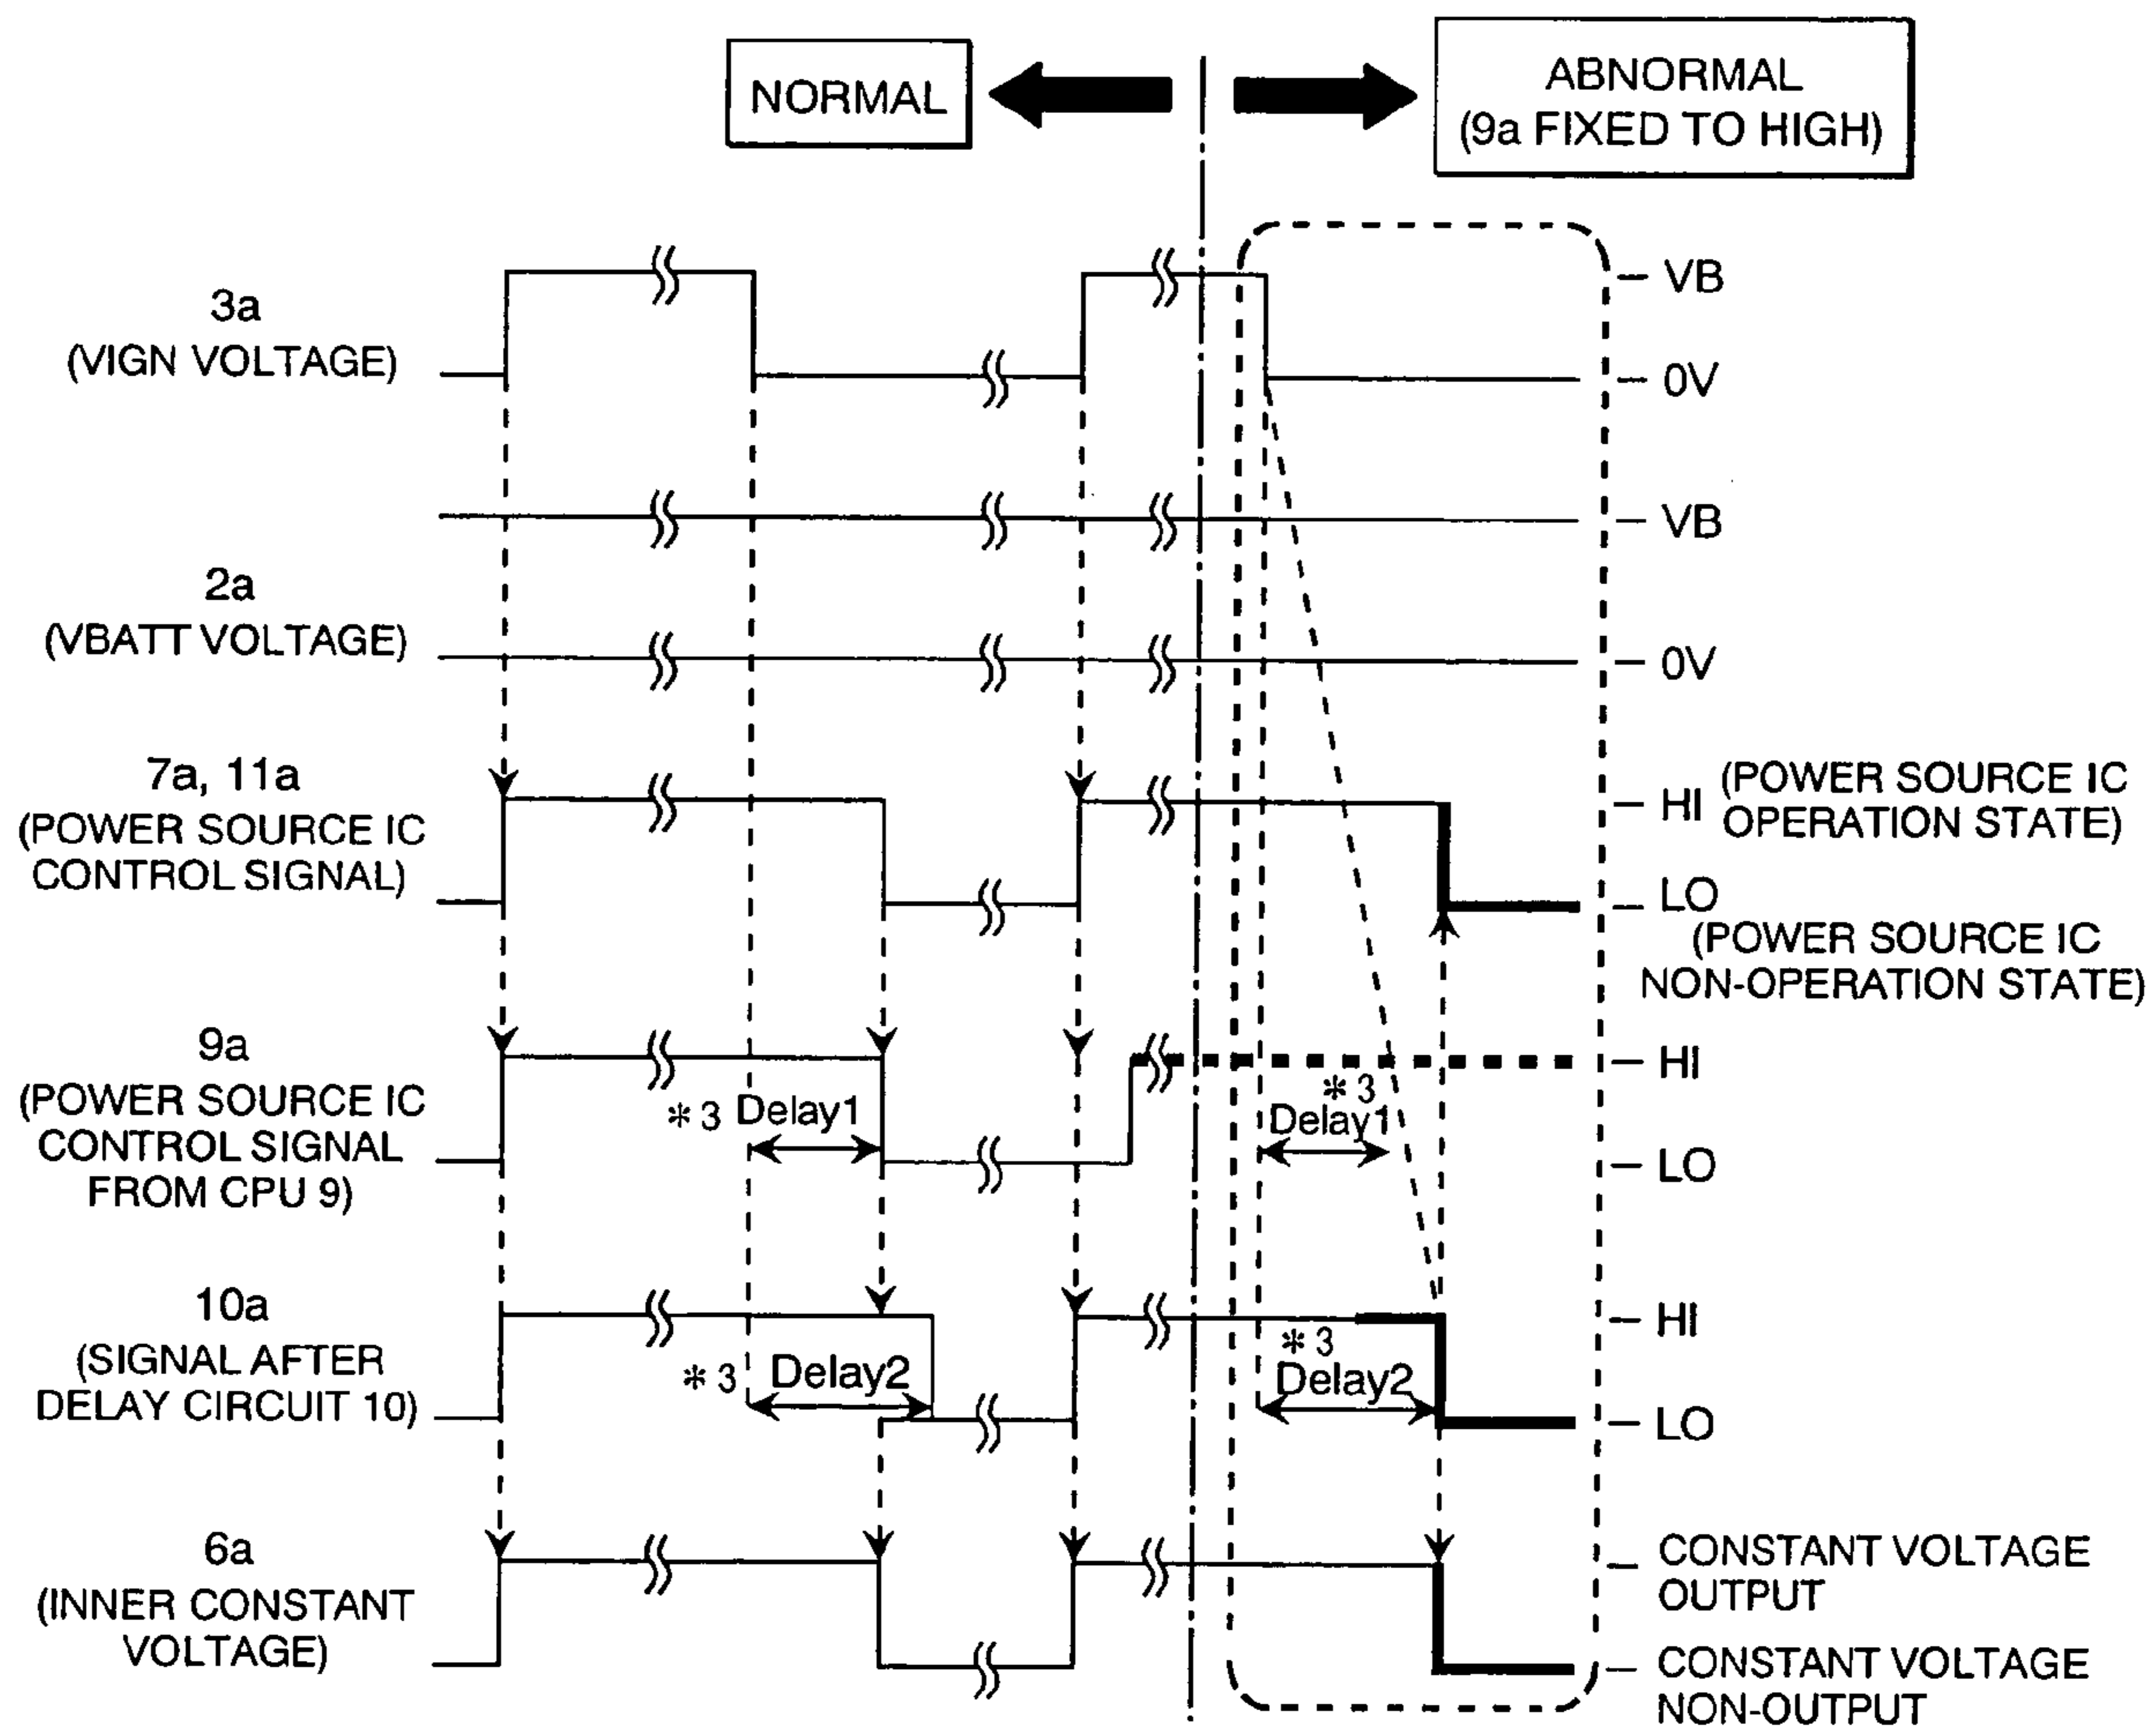 NORMAL
ABNORMAL
(9a FIXED TO HIGH)
3a
(VIGN VOLTAGE)
VB
0V
2a
(VBATT VOLTAGE)
VB
0V
7a, 11a
(POWER SOURCE IC
CONTROL SIGNAL)
HI (POWER SOURCE IC
OPERATION STATE)
LO
(POWER SOURCE IC
NON-OPERATION STATE)
9a
(POWER SOURCE IC
CONTROL SIGNAL
FROM CPU 9)
*3 Delay1
*3
Delay1
HI
LO
10a
(SIGNAL AFTER
DELAY CIRCUIT 10)
*3 Delay2
*3
Delay2
HI
LO
6a
(INNER CONSTANT
VOLTAGE)
CONSTANT VOLTAGE
OUTPUT
CONSTANT VOLTAGE
NON-OUTPUT